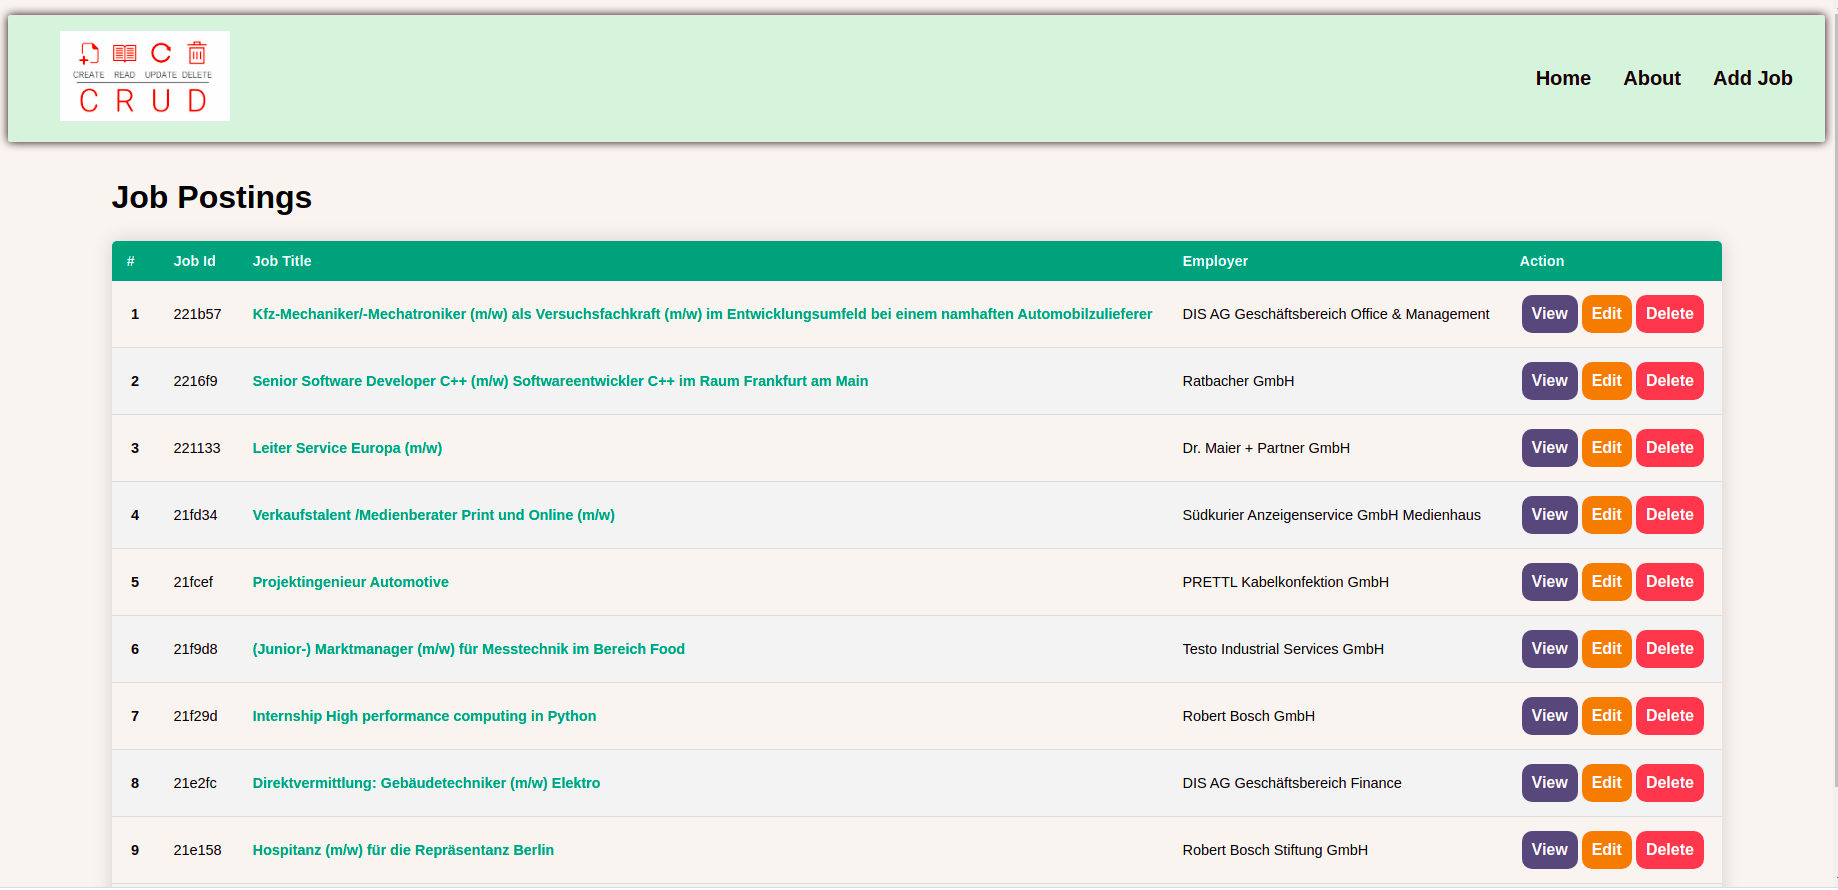 CREATE READ UPDATE DELETE
CRUD
Home About Add Job
Job Postings
# Job Id Job Title Employer Action
1 221b57 Kfz-Mechaniker/-Mechatroniker (m/w) als Versuchsfachkraft (m/w) im Entwicklungsumfeld bei einem namhaften Automobilzulieferer DIS AG Geschäftsbereich Office & Management View Edit Delete
2 2216f9 Senior Software Developer C++ (m/w) Softwareentwickler C++ im Raum Frankfurt am Main Ratbacher GmbH View Edit Delete
3 221133 Leiter Service Europa (m/w) Dr. Maier + Partner GmbH View Edit Delete
4 21fd34 Verkaufstalent /Medienberater Print und Online (m/w) Südkurier Anzeigenservice GmbH Medienhaus View Edit Delete
5 21fcef Projektingenieur Automotive PRETTL Kabelkonfektion GmbH View Edit Delete
6 21f9d8 (Junior-) Marktmanager (m/w) für Messtechnik im Bereich Food Testo Industrial Services GmbH View Edit Delete
7 21f29d Internship High performance computing in Python Robert Bosch GmbH View Edit Delete
8 21e2fc Direktvermittlung: Gebäudetechniker (m/w) Elektro DIS AG Geschäftsbereich Finance View Edit Delete
9 21e158 Hospitanz (m/w) für die Repräsentanz Berlin Robert Bosch Stiftung GmbH View Edit Delete